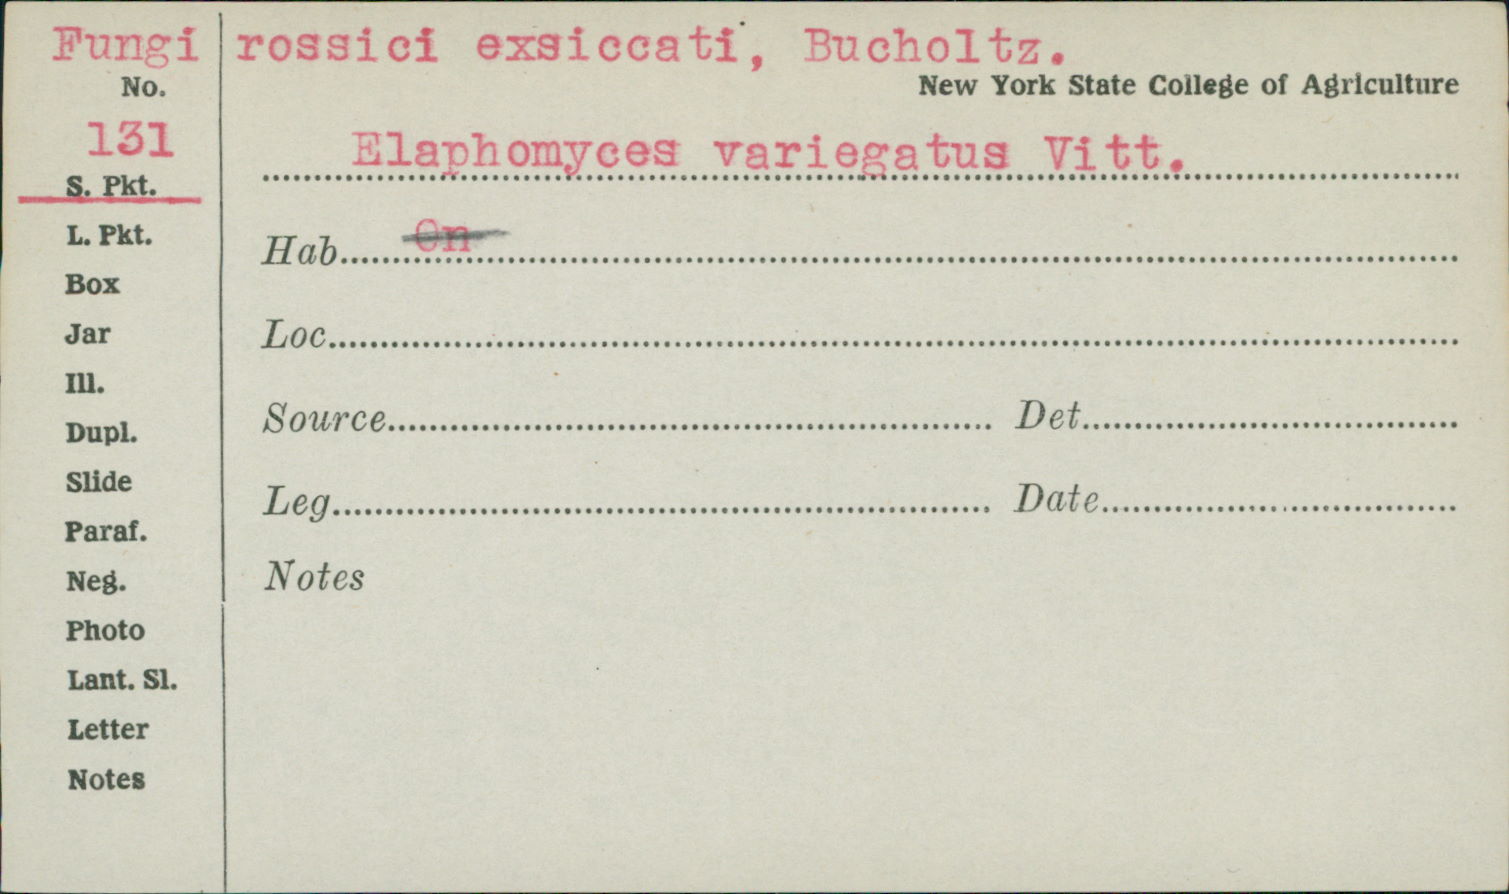 Fungi rossici exsiccati, Bucholtz.
No.
New York State College of Agriculture
131
Elaphomyces variegatus Vitt.
S. Pkt.
L. Pkt.
Hab. On
Box
Jar
Loc.
Ill.
Dupl.
Source. Det.
Slide
Leg. Date.
Paraf.
Neg.
Notes
Photo
Lant. Sl.
Letter
Notes